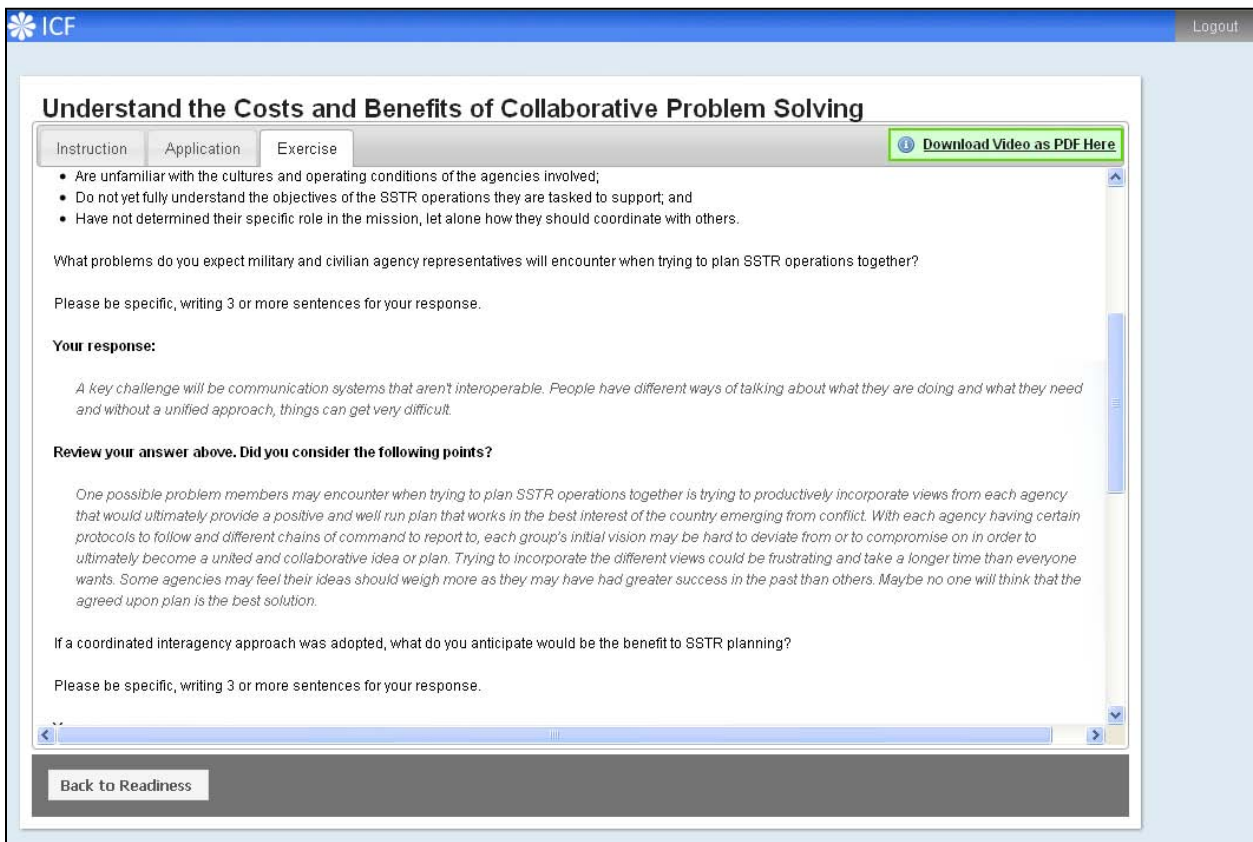 ICF
Logout
Understand the Costs and Benefits of Collaborative Problem Solving
Instruction
Application
Exercise
Download Video as PDF Here
• Are unfamiliar with the cultures and operating conditions of the agencies involved;
• Do not yet fully understand the objectives of the SSTR operations they are tasked to support; and
• Have not determined their specific role in the mission, let alone how they should coordinate with others.
What problems do you expect military and civilian agency representatives will encounter when trying to plan SSTR operations together?
Please be specific, writing 3 or more sentences for your response.
Your response:
A key challenge will be communication systems that aren't interoperable. People have different ways of talking about what they are doing and what they need
and without a unified approach, things can get very difficult.
Review your answer above. Did you consider the following points?
One possible problem members may encounter when trying to plan SSTR operations together is trying to productively incorporate views from each agency
that would ultimately provide a positive and well run plan that works in the best interest of the country emerging from conflict. With each agency having certain
protocols to follow and different chains of command to report to, each group's initial vision may be hard to deviate from or to compromise on in order to
ultimately become a united and collaborative idea or plan. Trying to incorporate the different views could be frustrating and take a longer time than everyone
wants. Some agencies may feel their ideas should weigh more as they may have had greater success in the past than others. Maybe no one will think that the
agreed upon plan is the best solution.
If a coordinated interagency approach was adopted, what do you anticipate would be the benefit to SSTR planning?
Please be specific, writing 3 or more sentences for your response.
Back to Readiness